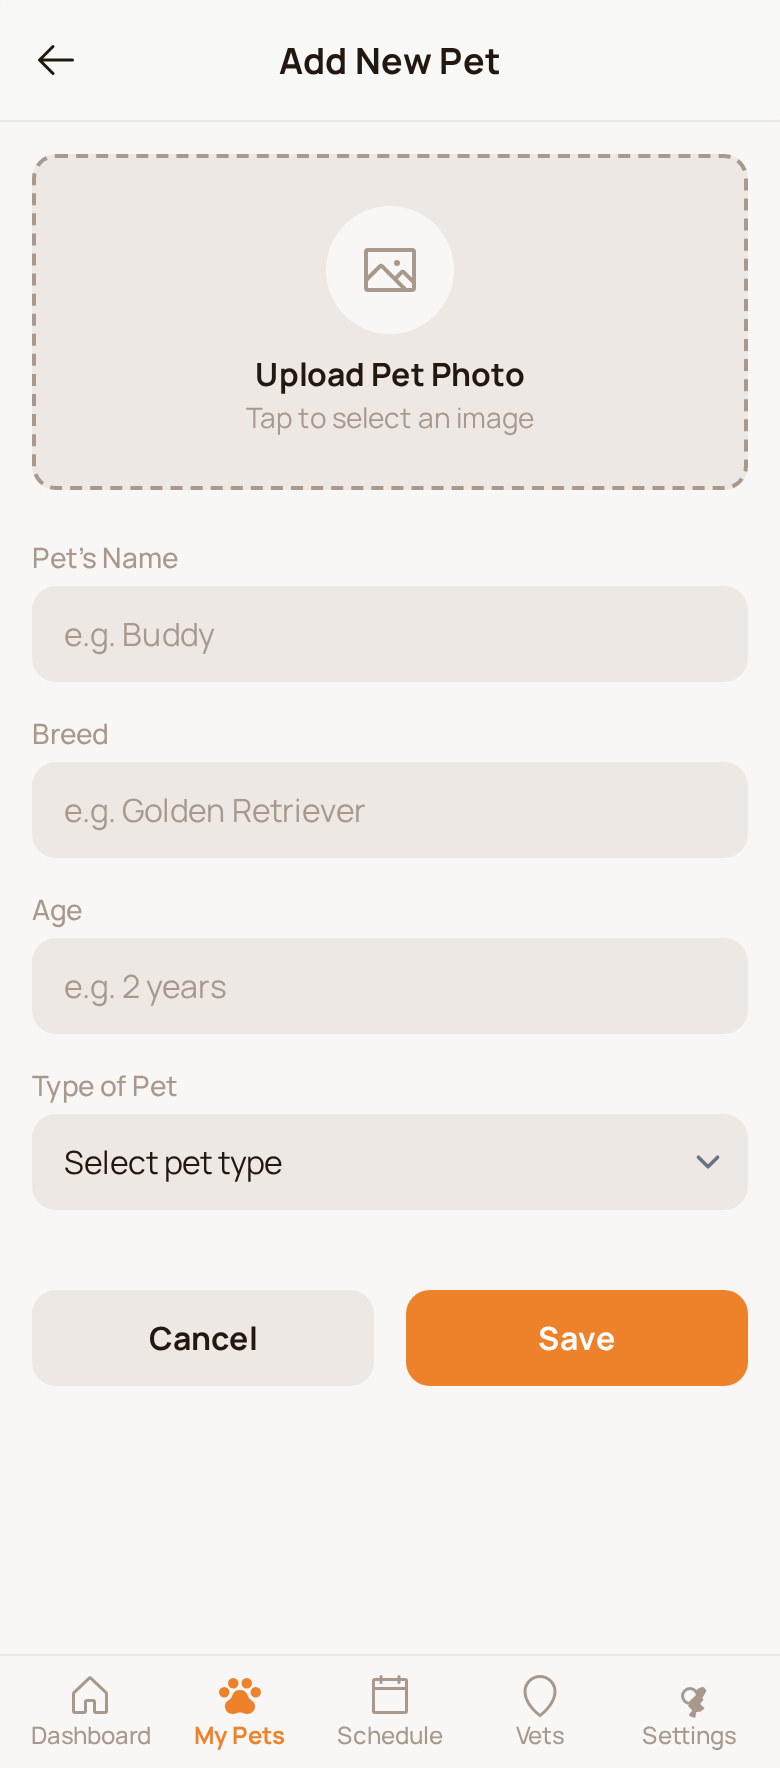 Add New Pet
Upload Pet Photo
Tap to select an image
Pet’s Name
e.g. Buddy
Breed
e.g. Golden Retriever
Age
e.g. 2 years
Type of Pet
Select pet type
Cancel
Save
Dashboard
My Pets
Schedule
Vets
Settings